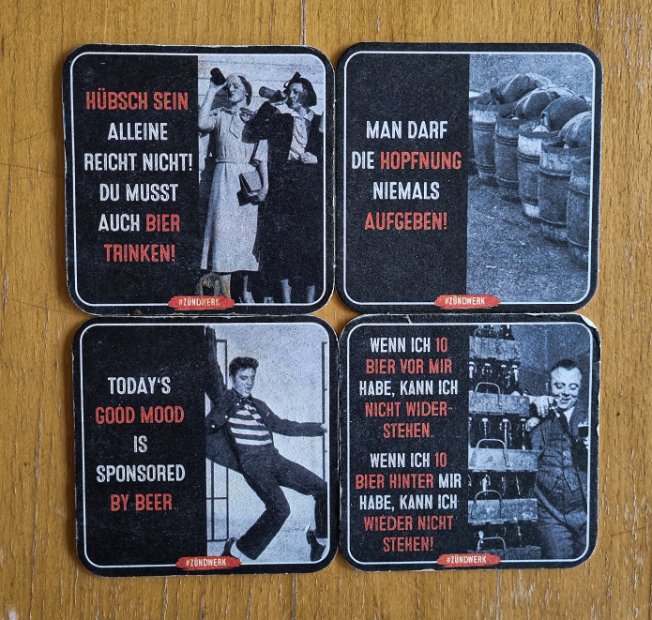 HÜBSCH SEIN
ALLEINE
REICHT NICHT!
DU MUSST
AUCH BIER
TRINKEN!
#ZÜNDWERK
MAN DARF
DIE HOPFNUNG
NIEMALS
AUFGEBEN!
#ZÜNDWERK
TODAY'S
GOOD MOOD
IS
SPONSORED
BY BEER
#ZÜNDWERK
WENN ICH 10
BIER VOR MIR
HABE, KANN ICH
NICHT WIDER-
STEHEN.
WENN ICH 10
BIER HINTER MIR
HABE, KANN ICH
WIEDER NICHT
STEHEN!
#ZÜNDWERK